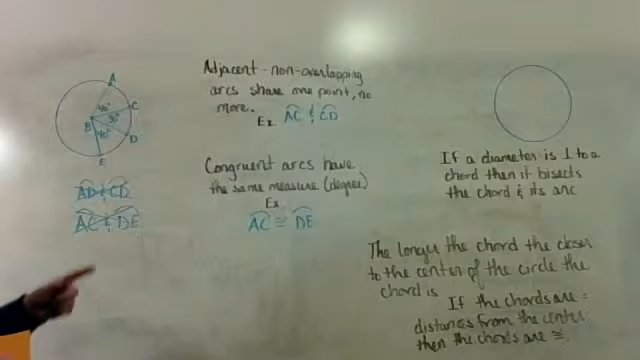 A
40°
C
B
D
40°
E
AD & CD
AC & DE
Adjacent - non-overlapping
arcs share one point, no
more.
Ex AC & CD
Congruent arcs have
the same measure (degree)
Ex
AC ≅ DE
If a diameter is ⊥ to a
chord then it bisects
the chord & its arc
The longer the chord the closer
to the center of the circle the
chord is
If the chords are =
distances from the center
then the chords are ≅.